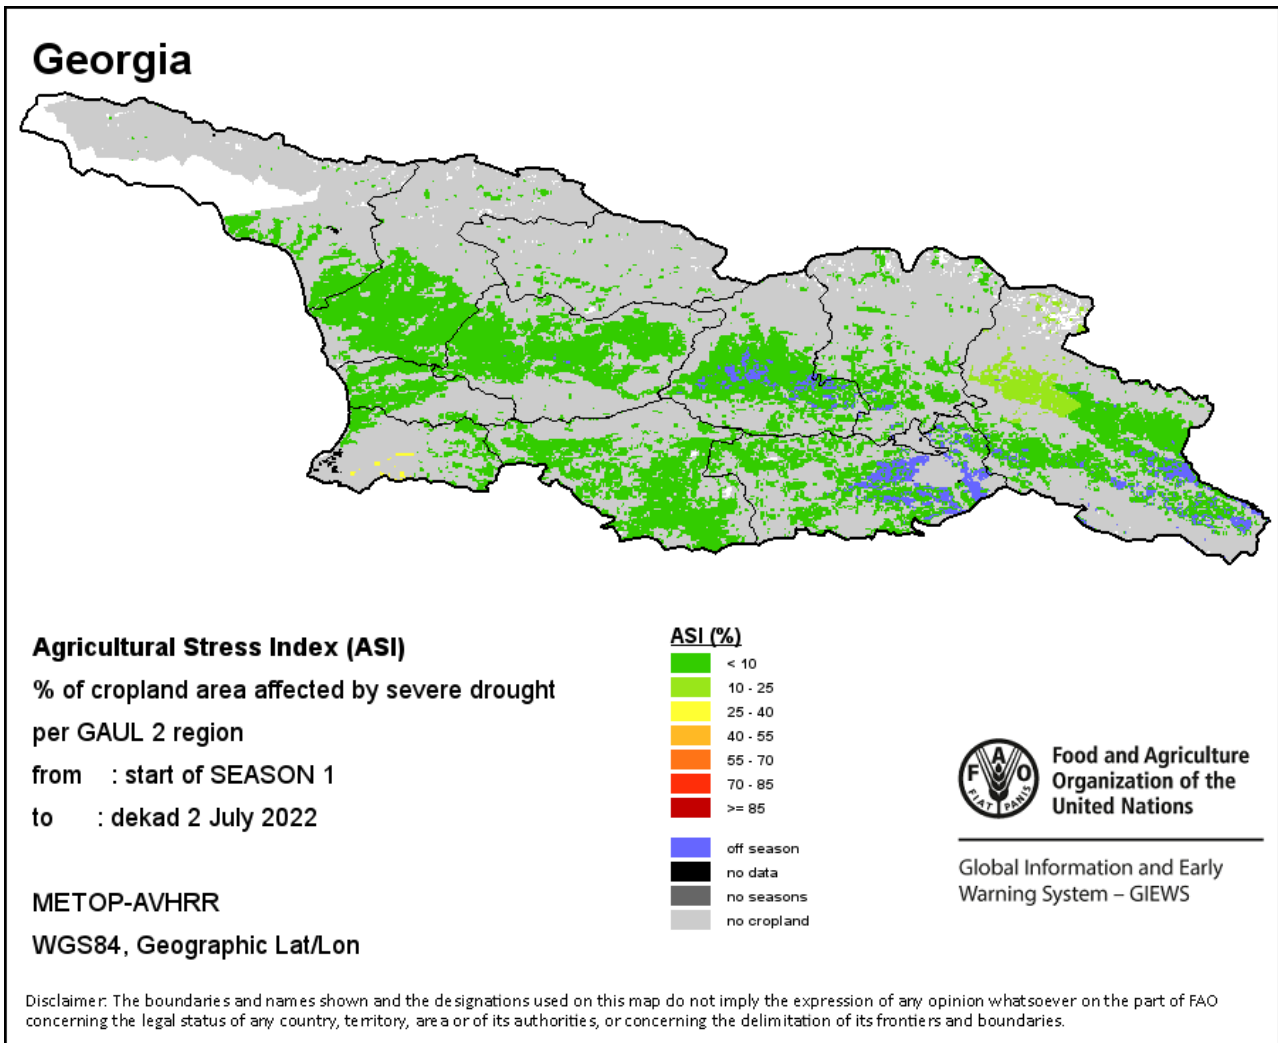 Georgia
Agricultural Stress Index (ASI)
% of cropland area affected by severe drought
per GAUL 2 region
from : start of SEASON 1
to : dekad 2 July 2022
METOP-AVHRR
WGS84, Geographic Lat/Lon
ASI (%)
< 10
10 - 25
25 - 40
40 - 55
55 - 70
70 - 85
>= 85
off season
no data
no seasons
no cropland
F A O
FIAT PANIS
Food and Agriculture
Organization of the
United Nations
Global Information and Early
Warning System – GIEWS
Disclaimer: The boundaries and names shown and the designations used on this map do not imply the expression of any opinion whatsoever on the part of FAO
concerning the legal status of any country, territory, area or of its authorities, or concerning the delimitation of its frontiers and boundaries.